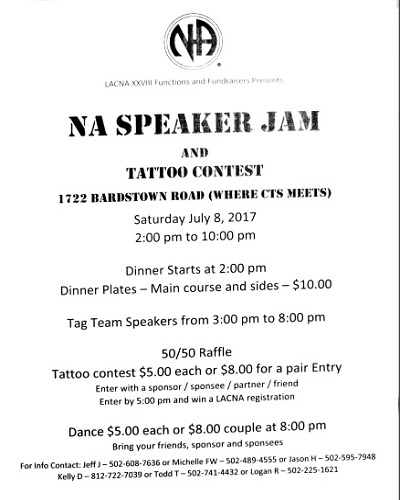 NA
LACNA XXVIII Functions and Fundraisers Presents
NA SPEAKER JAM
AND
TATTOO CONTEST
1722 BARDSTOWN ROAD (WHERE CTS MEETS)
Saturday July 8, 2017
2:00 pm to 10:00 pm
Dinner Starts at 2:00 pm
Dinner Plates – Main course and sides – $10.00
Tag Team Speakers from 3:00 pm to 8:00 pm
50/50 Raffle
Tattoo contest $5.00 each or $8.00 for a pair Entry
Enter with a sponsor / sponsee / partner / friend
Enter by 5:00 pm and win a LACNA registration
Dance $5.00 each or $8.00 couple at 8:00 pm
Bring your friends, sponsor and sponsees
For Info Contact: Jeff J – 502-608-7636 or Michelle FW – 502-489-4555 or Jason H – 502-595-7948
Kelly D – 812-722-7039 or Todd T – 502-741-4432 or Logan R – 502-225-1621